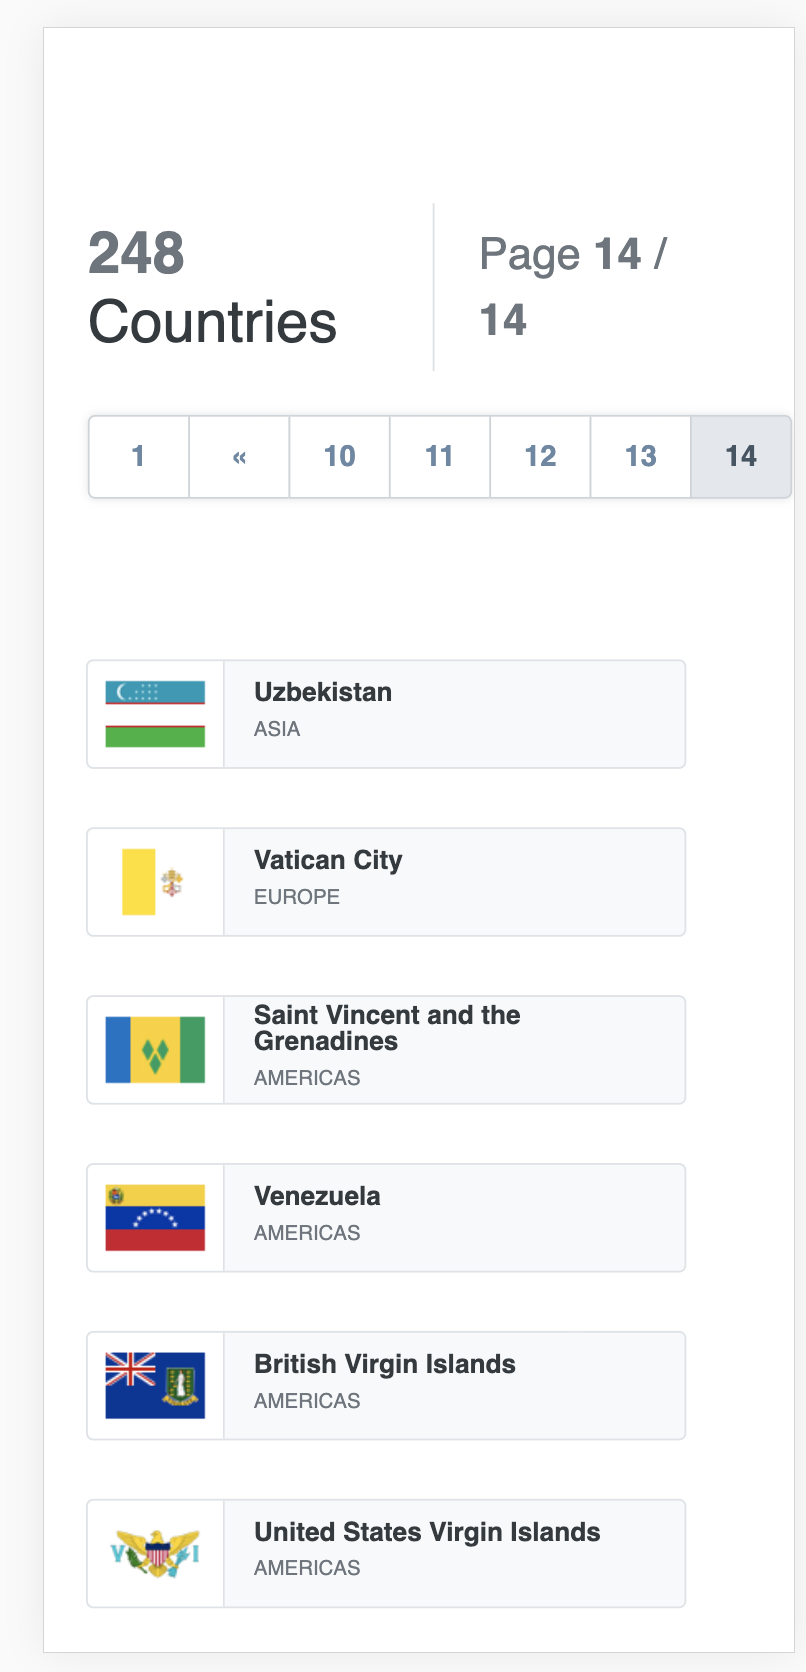 248
Countries
Page 14 /
14
1 « 10 11 12 13 14
Uzbekistan
ASIA
Vatican City
EUROPE
Saint Vincent and the
Grenadines
AMERICAS
Venezuela
AMERICAS
British Virgin Islands
AMERICAS
V I
United States Virgin Islands
AMERICAS